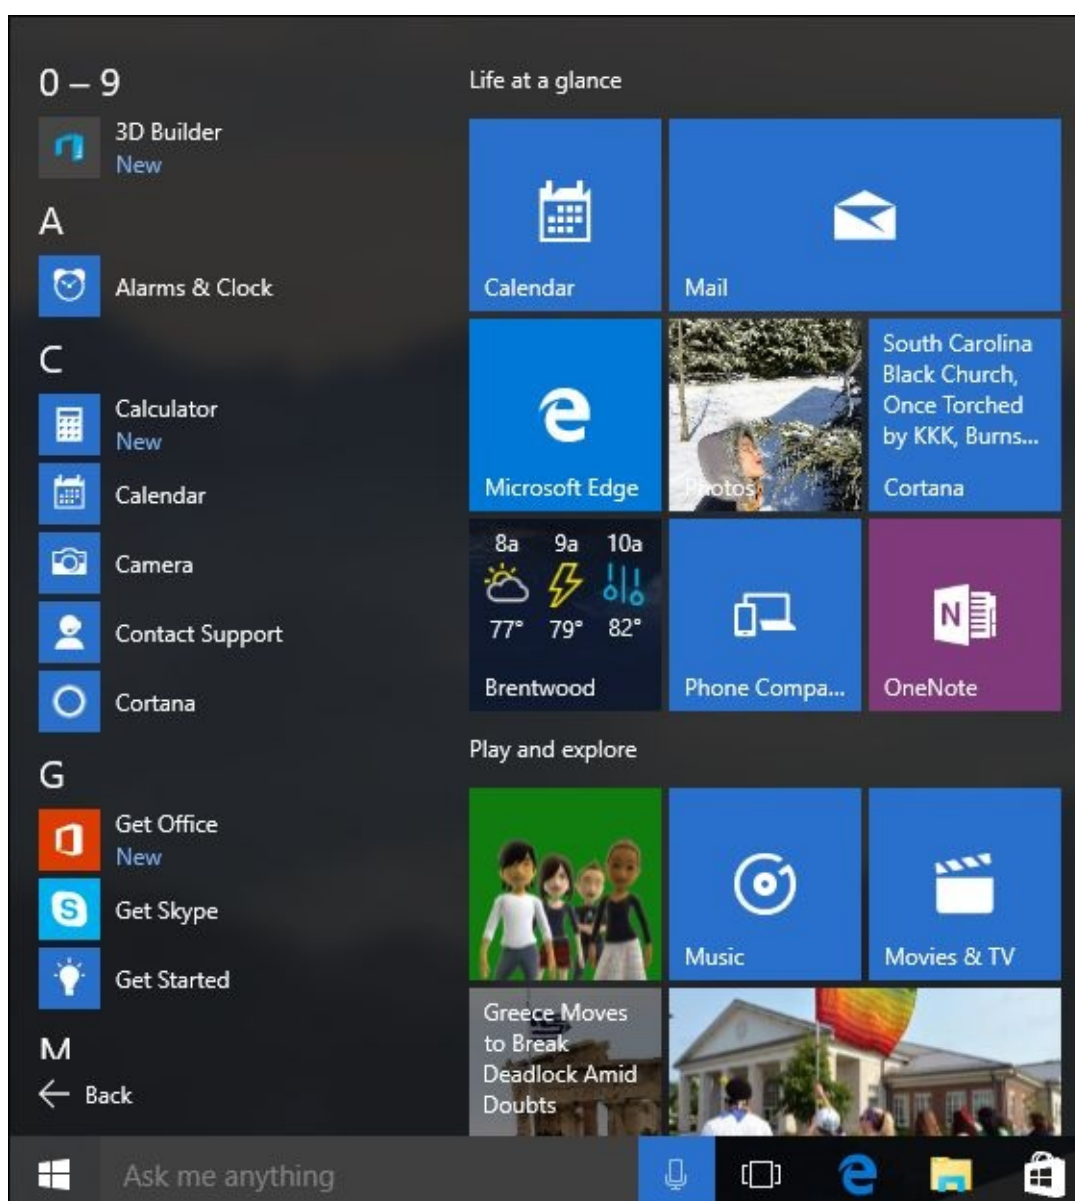 0 – 9
3D Builder
New
A
Alarms & Clock
C
Calculator
New
Calendar
Camera
Contact Support
Cortana
G
Get Office
New
Get Skype
Get Started
M
Back
Life at a glance
Calendar
Mail
Microsoft Edge
Photos
South Carolina
Black Church,
Once Torched
by KKK, Burns...
Cortana
8a 9a 10a
77° 79° 82°
Brentwood
Phone Compa...
N
OneNote
Play and explore
Music
Movies & TV
Greece Moves
to Break
Deadlock Amid
Doubts
Ask me anything